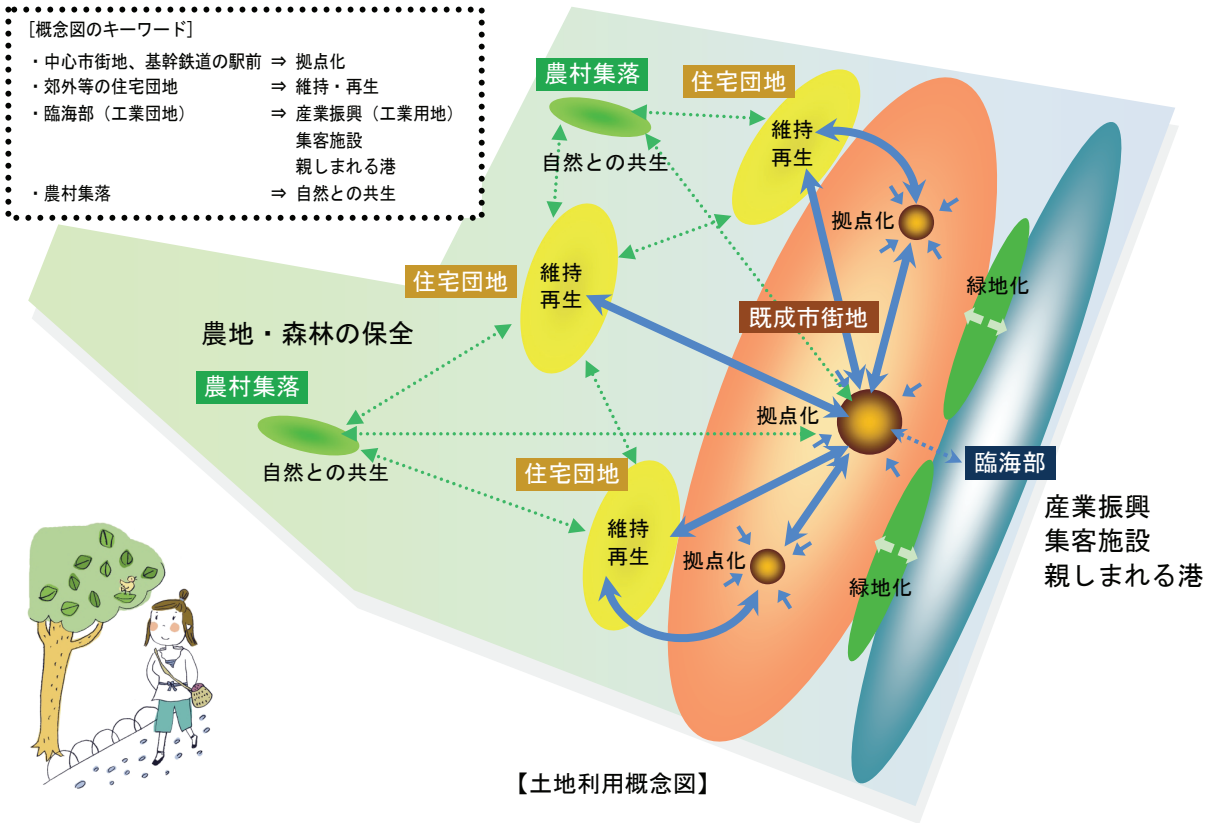 [概念図のキーワード]
・中心市街地、基幹鉄道の駅前 ⇒ 拠点化
・郊外等の住宅団地 ⇒ 維持・再生
・臨海部（工業団地） ⇒ 産業振興（工業用地）
集客施設
親しまれる港
・農村集落 ⇒ 自然との共生
農村集落
自然との共生
住宅団地
維持
再生
拠点化
住宅団地
維持
再生
既成市街地
緑地化
農地・森林の保全
農村集落
自然との共生
拠点化
住宅団地
維持
再生
拠点化
緑地化
臨海部
産業振興
集客施設
親しまれる港
【土地利用概念図】